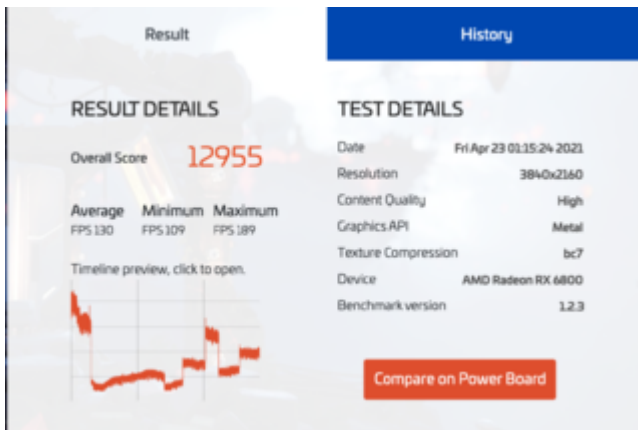 Result
History
RESULT DETAILS
Overall Score 12955
Average Minimum Maximum
FPS 130 FPS 109 FPS 189
Timeline preview, click to open.
TEST DETAILS
Date Fri Apr 23 01:15:24 2021
Resolution 3840x2160
Content Quality High
Graphics API Metal
Texture Compression bc7
Device AMD Radeon RX 6800
Benchmark version 1.2.3
Compare on Power Board